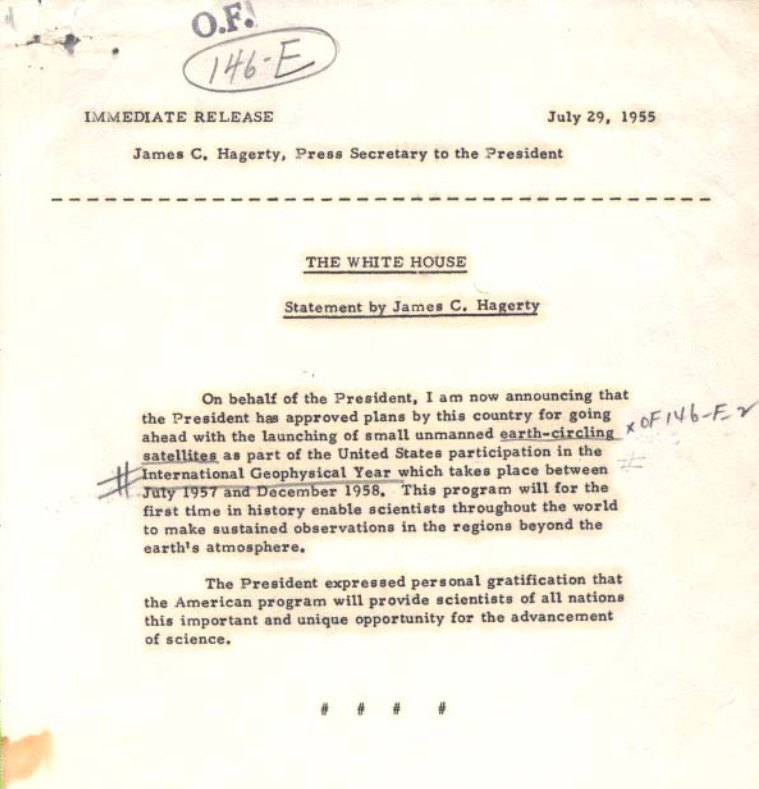 O.F.
146-E
IMMEDIATE RELEASE July 29, 1955
James C. Hagerty, Press Secretary to the President
THE WHITE HOUSE
Statement by James C. Hagerty
On behalf of the President, I am now announcing that
the President has approved plans by this country for going
ahead with the launching of small unmanned earth-circling x OF 146-E-2
satellites as part of the United States participation in the
# International Geophysical Year which takes place between #
July 1957 and December 1958. This program will for the
first time in history enable scientists throughout the world
to make sustained observations in the regions beyond the
earth's atmosphere.
The President expressed personal gratification that
the American program will provide scientists of all nations
this important and unique opportunity for the advancement
of science.
# # # #